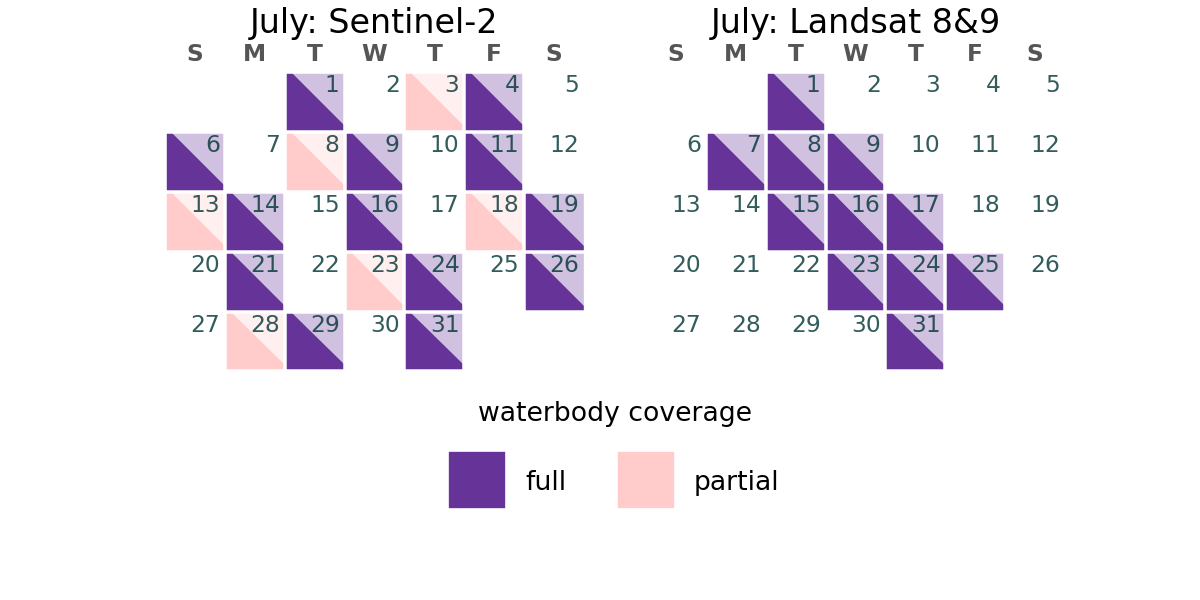 July: Sentinel-2
S M T W T F S
1 2 3 4 5
6 7 8 9 10 11 12
13 14 15 16 17 18 19
20 21 22 23 24 25 26
27 28 29 30 31
July: Landsat 8&9
S M T W T F S
1 2 3 4 5
6 7 8 9 10 11 12
13 14 15 16 17 18 19
20 21 22 23 24 25 26
27 28 29 30 31
waterbody coverage
full partial